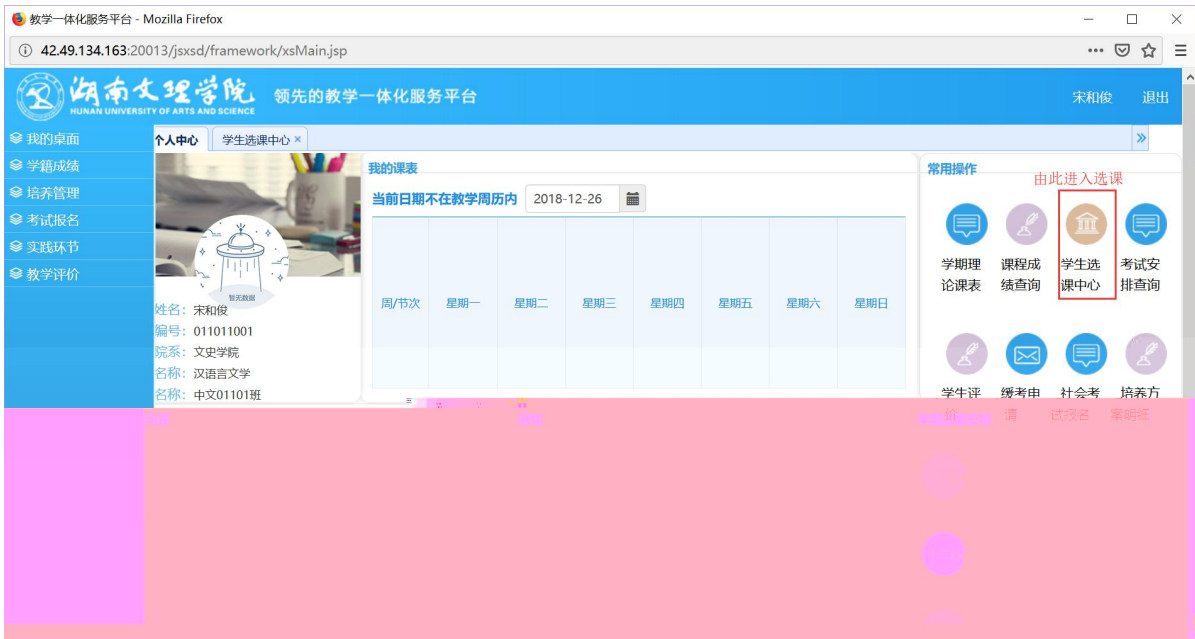 教学一体化服务平台 - Mozilla Firefox
42.49.134.163:20013/jsxsd/framework/xsMain.jsp
湖南文理学院 领先的教学一体化服务平台 宋和俊 退出
HUNAN UNIVERSITY OF ARTS AND SCIENCE
我的桌面
学籍成绩
培养管理
考试报名
实践环节
教学评价
个人中心 学生选课中心 ×
暂无数据
姓名：宋和俊
编号：011011001
院系：文史学院
名称：汉语言文学
名称：中文01101班
我的课表
当前日期不在教学周历内 2018-12-26
周/节次 星期一 星期二 星期三 星期四 星期五 星期六 星期日
常用操作
由此进入选课
学期理论课表
课程成绩查询
学生选课中心
考试安排查询
学生评价
缓考申请
社会考试报名
培养方案明细